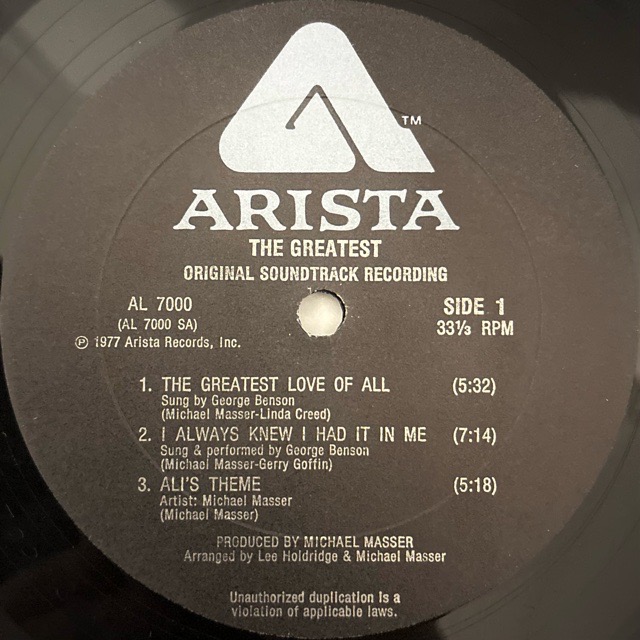 TM
ARISTA
THE GREATEST
ORIGINAL SOUNDTRACK RECORDING
AL 7000
(AL 7000 SA)
℗ 1977 Arista Records, Inc.
SIDE 1
33⅓ RPM
1. THE GREATEST LOVE OF ALL (5:32)
Sung by George Benson
(Michael Masser-Linda Creed)
2. I ALWAYS KNEW I HAD IT IN ME (7:14)
Sung & performed by George Benson
(Michael Masser-Gerry Goffin)
3. ALI'S THEME (5:18)
Artist: Michael Masser
(Michael Masser)
PRODUCED BY MICHAEL MASSER
Arranged by Lee Holdridge & Michael Masser
Unauthorized duplication is a
violation of applicable laws.